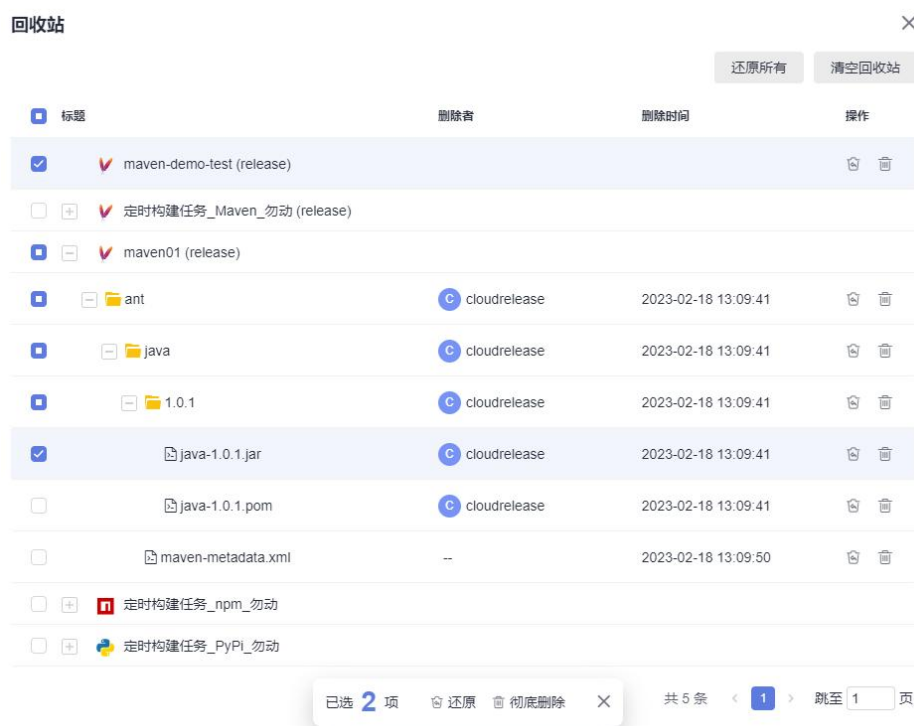 回收站
还原所有 清空回收站
标题 删除者 删除时间 操作
maven-demo-test (release)
定时构建任务_Maven_勿动 (release)
maven01 (release)
ant C cloudrelease 2023-02-18 13:09:41
java C cloudrelease 2023-02-18 13:09:41
1.0.1 C cloudrelease 2023-02-18 13:09:41
java-1.0.1.jar C cloudrelease 2023-02-18 13:09:41
java-1.0.1.pom C cloudrelease 2023-02-18 13:09:41
maven-metadata.xml -- 2023-02-18 13:09:50
定时构建任务_npm_勿动
定时构建任务_PyPi_勿动
已选 2 项 还原 彻底删除 共 5 条 1 跳至 1 页